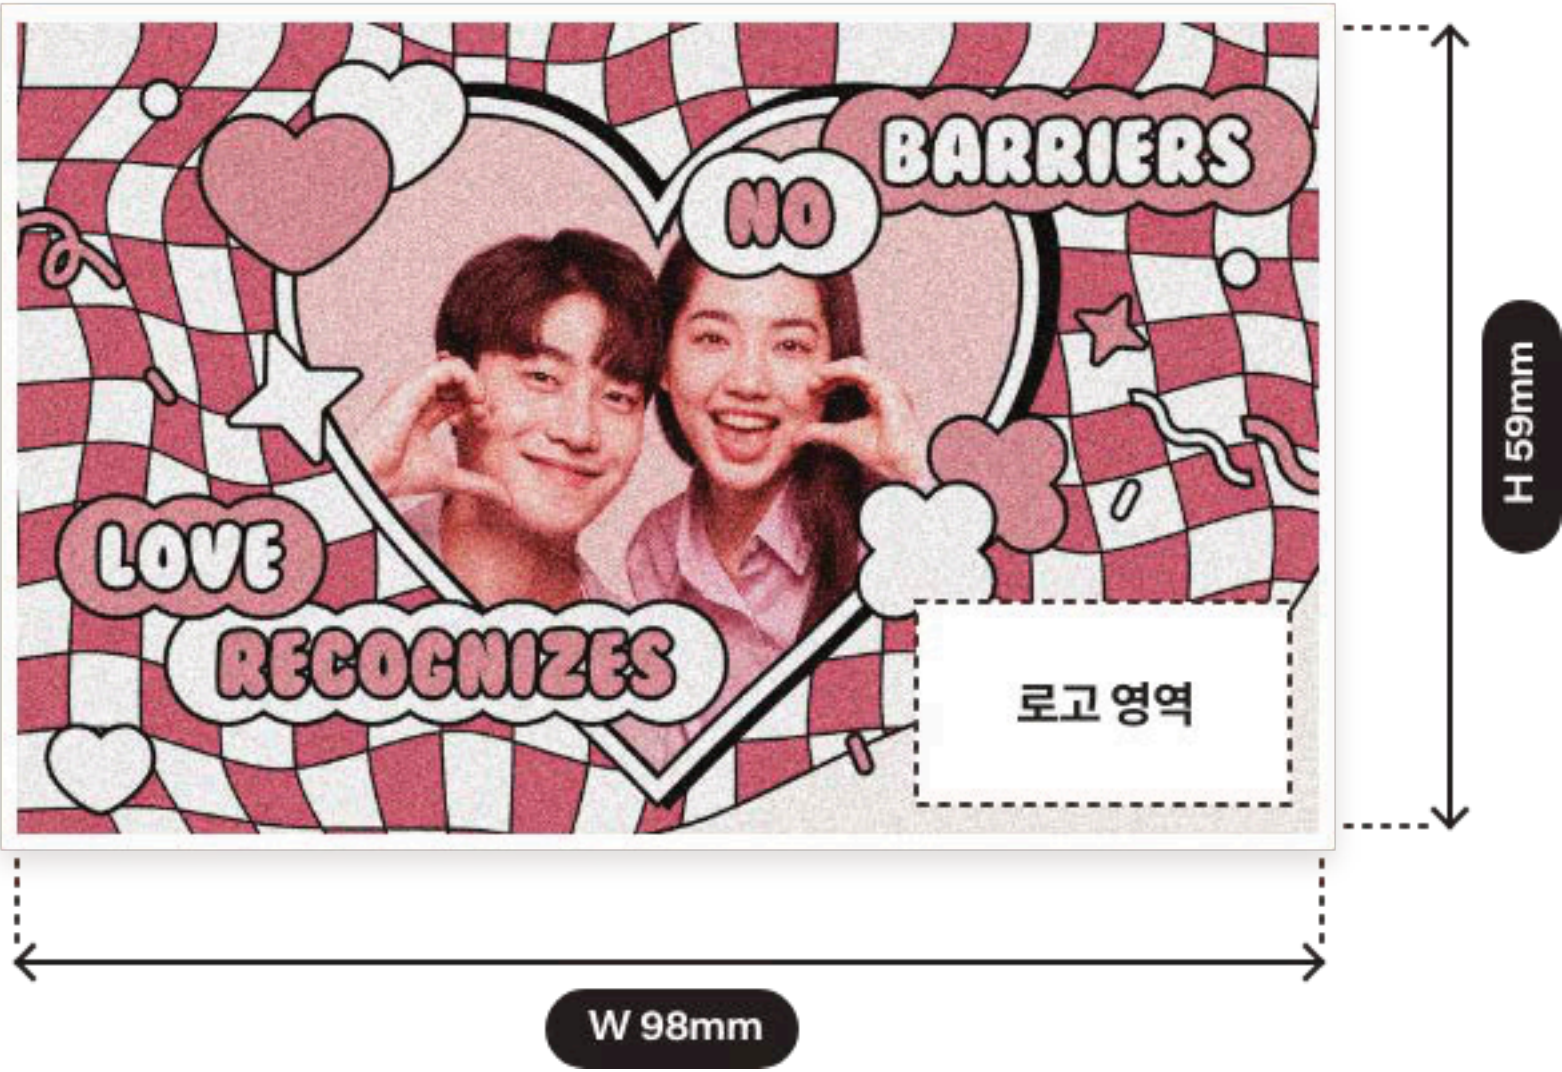 BARRIERS
NO
LOVE
RECOGNIZES
로고 영역
H 59mm
W 98mm